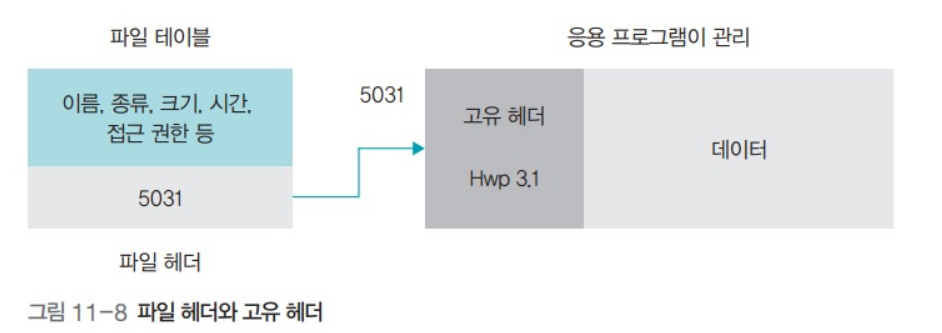 파일 테이블
응용 프로그램이 관리
이름, 종류, 크기, 시간,
접근 권한 등
5031
파일 헤더
5031
고유 헤더
Hwp 3.1
데이터
그림 11-8 파일 헤더와 고유 헤더